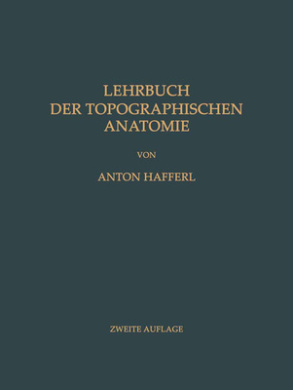 LEHRBUCH
DER TOPOGRAPHISCHEN
ANATOMIE
VON
ANTON HAFFERL
ZWEITE AUFLAGE